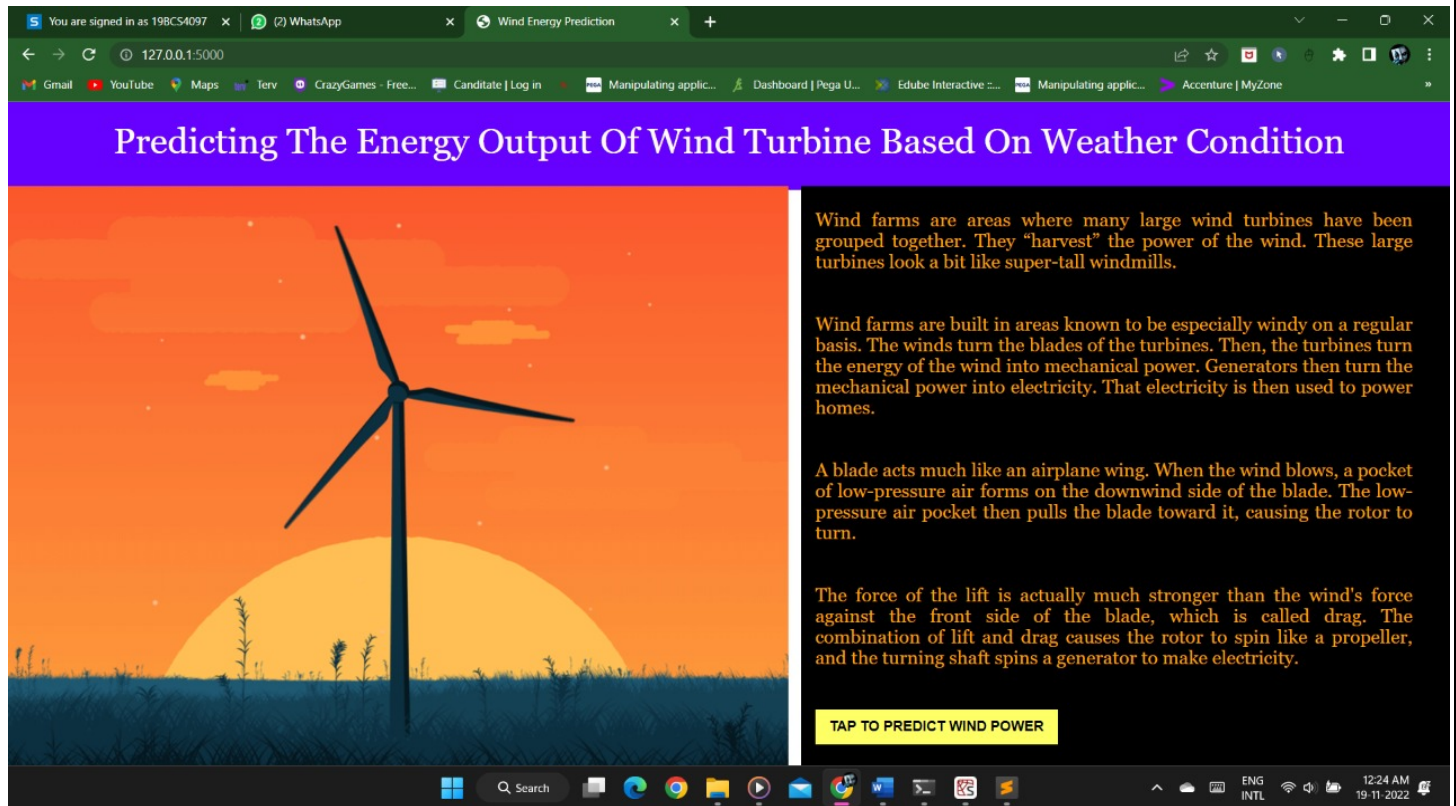 You are signed in as 19BCS4097
(2) WhatsApp
Wind Energy Prediction
127.0.0.1:5000
Gmail
YouTube
Maps
Terv
CrazyGames - Free...
Canditate | Log in
Manipulating applic...
Dashboard | Pega U...
Edube Interactive ::...
Manipulating applic...
Accenture | MyZone
Predicting The Energy Output Of Wind Turbine Based On Weather Condition
Wind farms are areas where many large wind turbines have been
grouped together. They “harvest” the power of the wind. These large
turbines look a bit like super-tall windmills.
Wind farms are built in areas known to be especially windy on a regular
basis. The winds turn the blades of the turbines. Then, the turbines turn
the energy of the wind into mechanical power. Generators then turn the
mechanical power into electricity. That electricity is then used to power
homes.
A blade acts much like an airplane wing. When the wind blows, a pocket
of low-pressure air forms on the downwind side of the blade. The low-
pressure air pocket then pulls the blade toward it, causing the rotor to
turn.
The force of the lift is actually much stronger than the wind's force
against the front side of the blade, which is called drag. The
combination of lift and drag causes the rotor to spin like a propeller,
and the turning shaft spins a generator to make electricity.
TAP TO PREDICT WIND POWER
Search
ENG
INTL
12:24 AM
19-11-2022